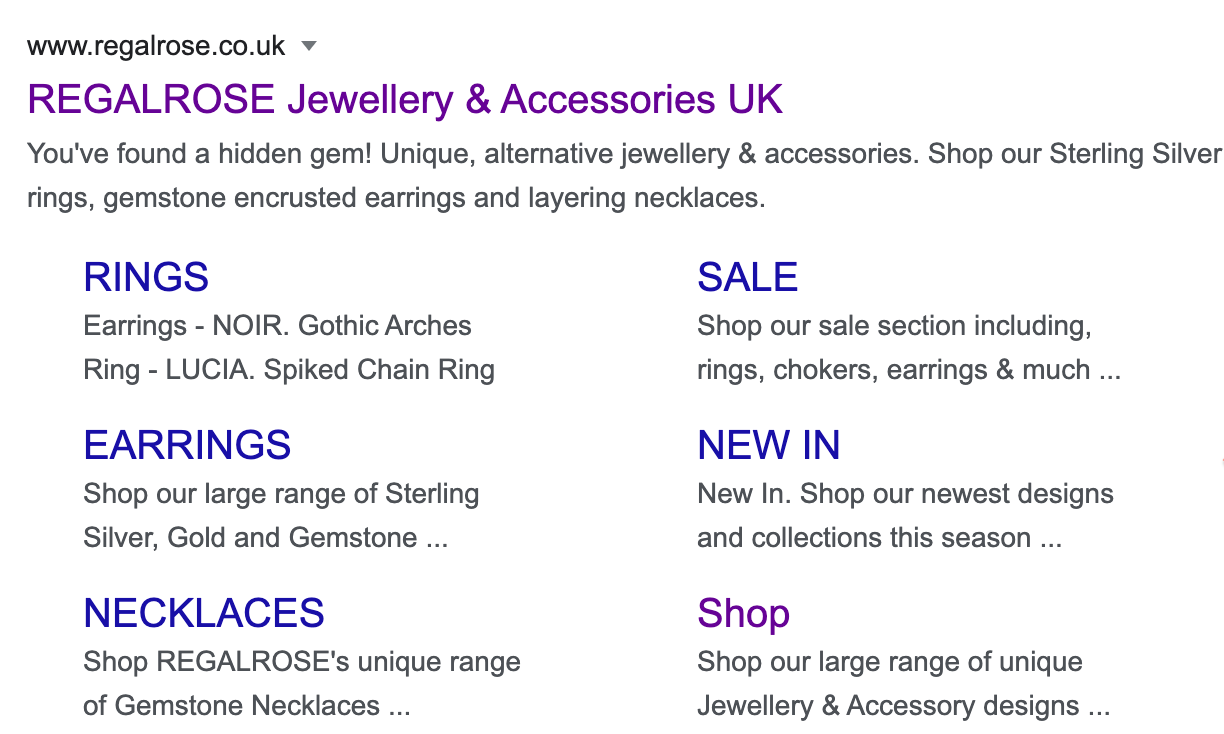 www.regalrose.co.uk
REGALROSE Jewellery & Accessories UK
You've found a hidden gem! Unique, alternative jewellery & accessories. Shop our Sterling Silver
rings, gemstone encrusted earrings and layering necklaces.
RINGS
Earrings - NOIR. Gothic Arches
Ring - LUCIA. Spiked Chain Ring
SALE
Shop our sale section including,
rings, chokers, earrings & much ...
EARRINGS
Shop our large range of Sterling
Silver, Gold and Gemstone ...
NEW IN
New In. Shop our newest designs
and collections this season ...
NECKLACES
Shop REGALROSE's unique range
of Gemstone Necklaces ...
Shop
Shop our large range of unique
Jewellery & Accessory designs ...